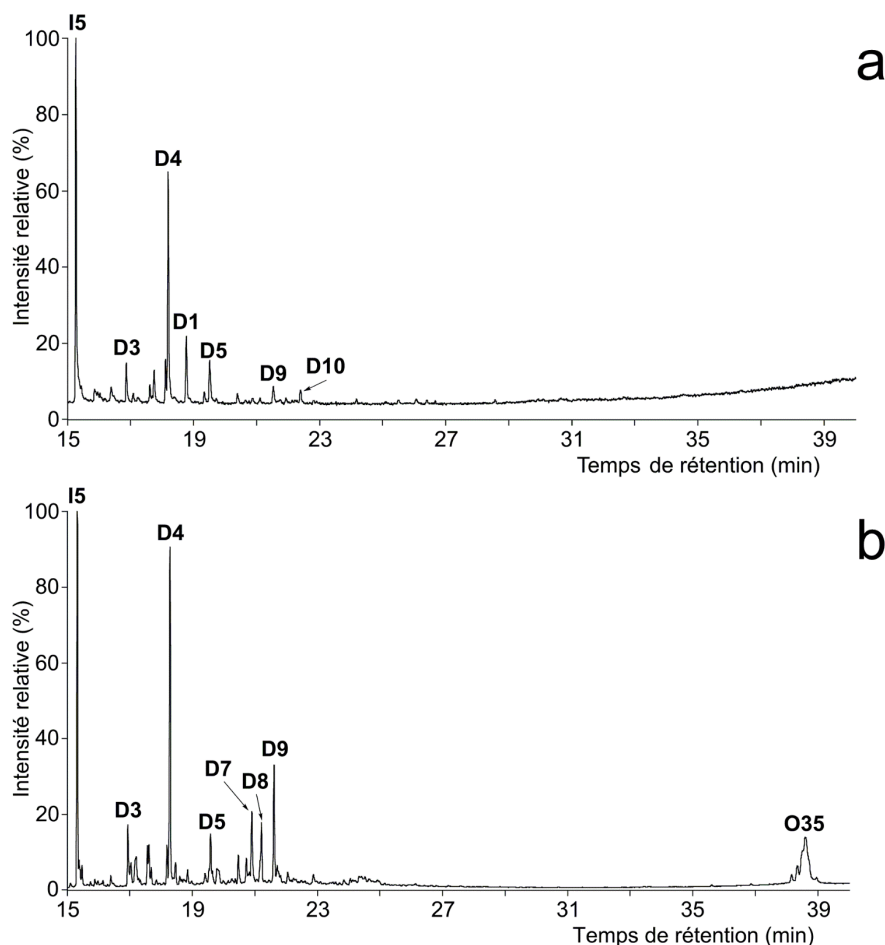 I5
a
100
80
60
40
20
0
Intensité relative (%)
D4
D1
D3
D5
D9
D10
15 19 23 27 31 35 39
Temps de rétention (min)
I5
b
100
80
60
40
20
0
Intensité relative (%)
D4
D9
D7
D8
D3
D5
O35
15 19 23 27 31 35 39
Temps de rétention (min)